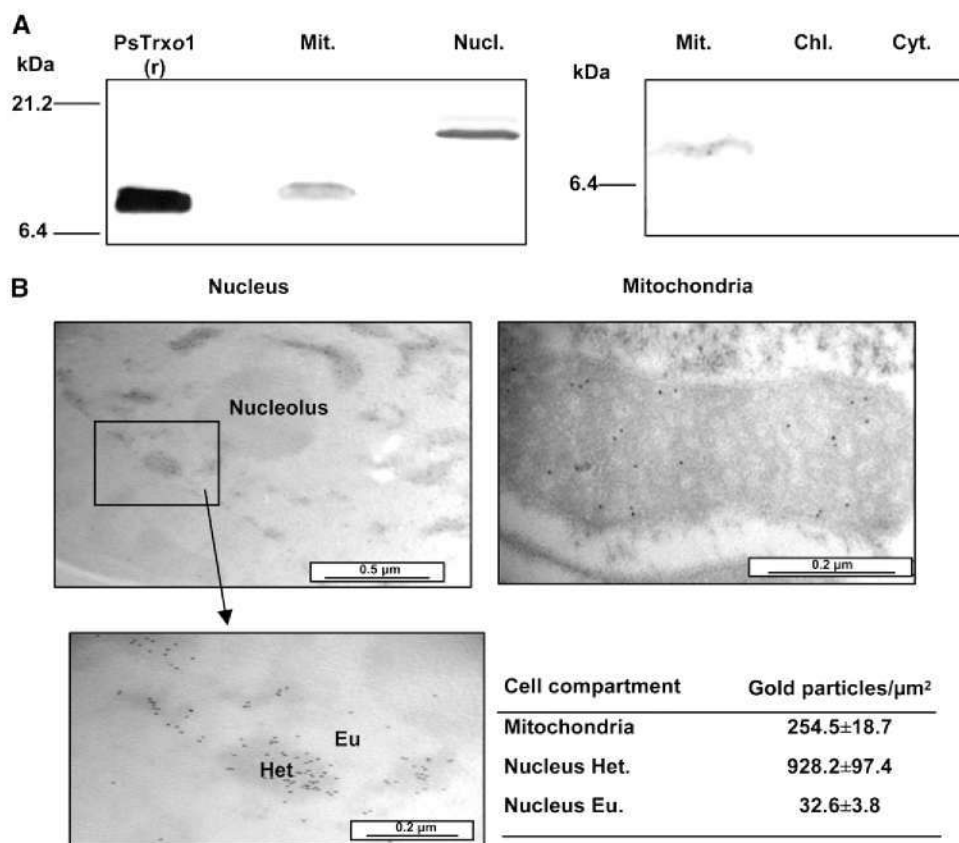 A
PsTrxo1 Mit. Nucl. Mit. Chl. Cyt.
(r)
kDa kDa
21.2
6.4
6.4
B
Nucleus Mitochondria
Nucleolus
0.5 µm
0.2 µm
Eu
Het
0.2 µm
Cell compartment Gold particles/µm²
Mitochondria 254.5±18.7
Nucleus Het. 928.2±97.4
Nucleus Eu. 32.6±3.8